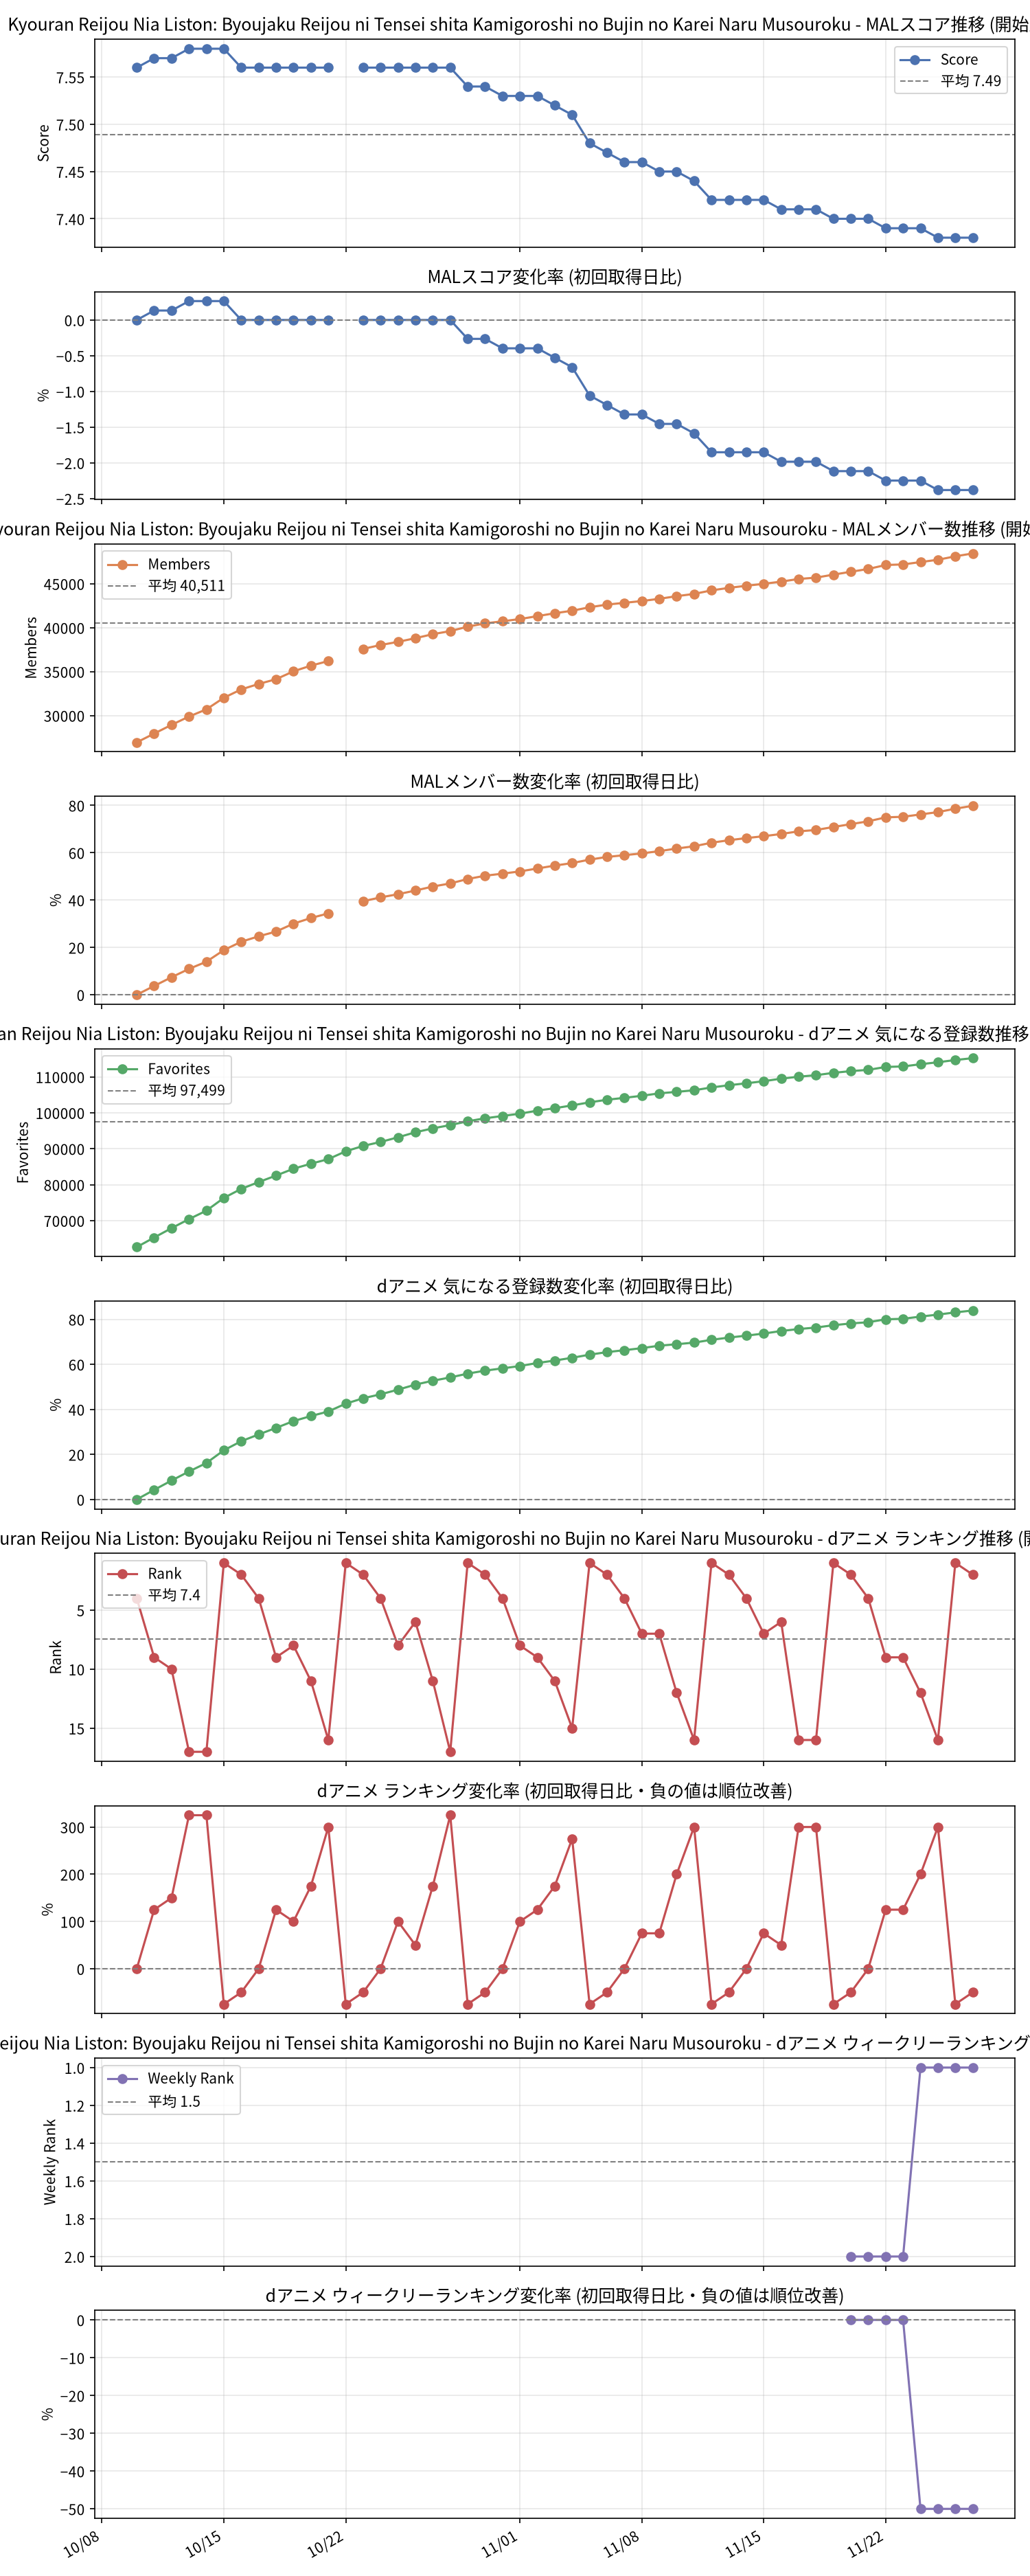 Kyouran Reijou Nia Liston: Byoujaku Reijou ni Tensei shita Kamigoroshi no Bujin no Karei Naru Musouroku - MALスコア推移 (開始
Score
平均 7.49
7.55
7.50
7.45
7.40
Score
MALスコア変化率 (初回取得日比)
0.0
−0.5
−1.0
−1.5
−2.0
−2.5
%
youran Reijou Nia Liston: Byoujaku Reijou ni Tensei shita Kamigoroshi no Bujin no Karei Naru Musouroku - MALメンバー数推移 (開始
Members
平均 40,511
45000
40000
35000
30000
Members
MALメンバー数変化率 (初回取得日比)
80
60
40
20
0
%
an Reijou Nia Liston: Byoujaku Reijou ni Tensei shita Kamigoroshi no Bujin no Karei Naru Musouroku - dアニメ 気になる登録数推移
Favorites
平均 97,499
110000
100000
90000
80000
70000
Favorites
dアニメ 気になる登録数変化率 (初回取得日比)
80
60
40
20
0
%
uran Reijou Nia Liston: Byoujaku Reijou ni Tensei shita Kamigoroshi no Bujin no Karei Naru Musouroku - dアニメ ランキング推移 (開
Rank
平均 7.4
5
10
15
Rank
dアニメ ランキング変化率 (初回取得日比・負の値は順位改善)
300
200
100
0
%
eijou Nia Liston: Byoujaku Reijou ni Tensei shita Kamigoroshi no Bujin no Karei Naru Musouroku - dアニメ ウィークリーランキング
Weekly Rank
平均 1.5
1.0
1.2
1.4
1.6
1.8
2.0
Weekly Rank
dアニメ ウィークリーランキング変化率 (初回取得日比・負の値は順位改善)
0
−10
−20
−30
−40
−50
%
10/08
10/15
10/22
11/01
11/08
11/15
11/22